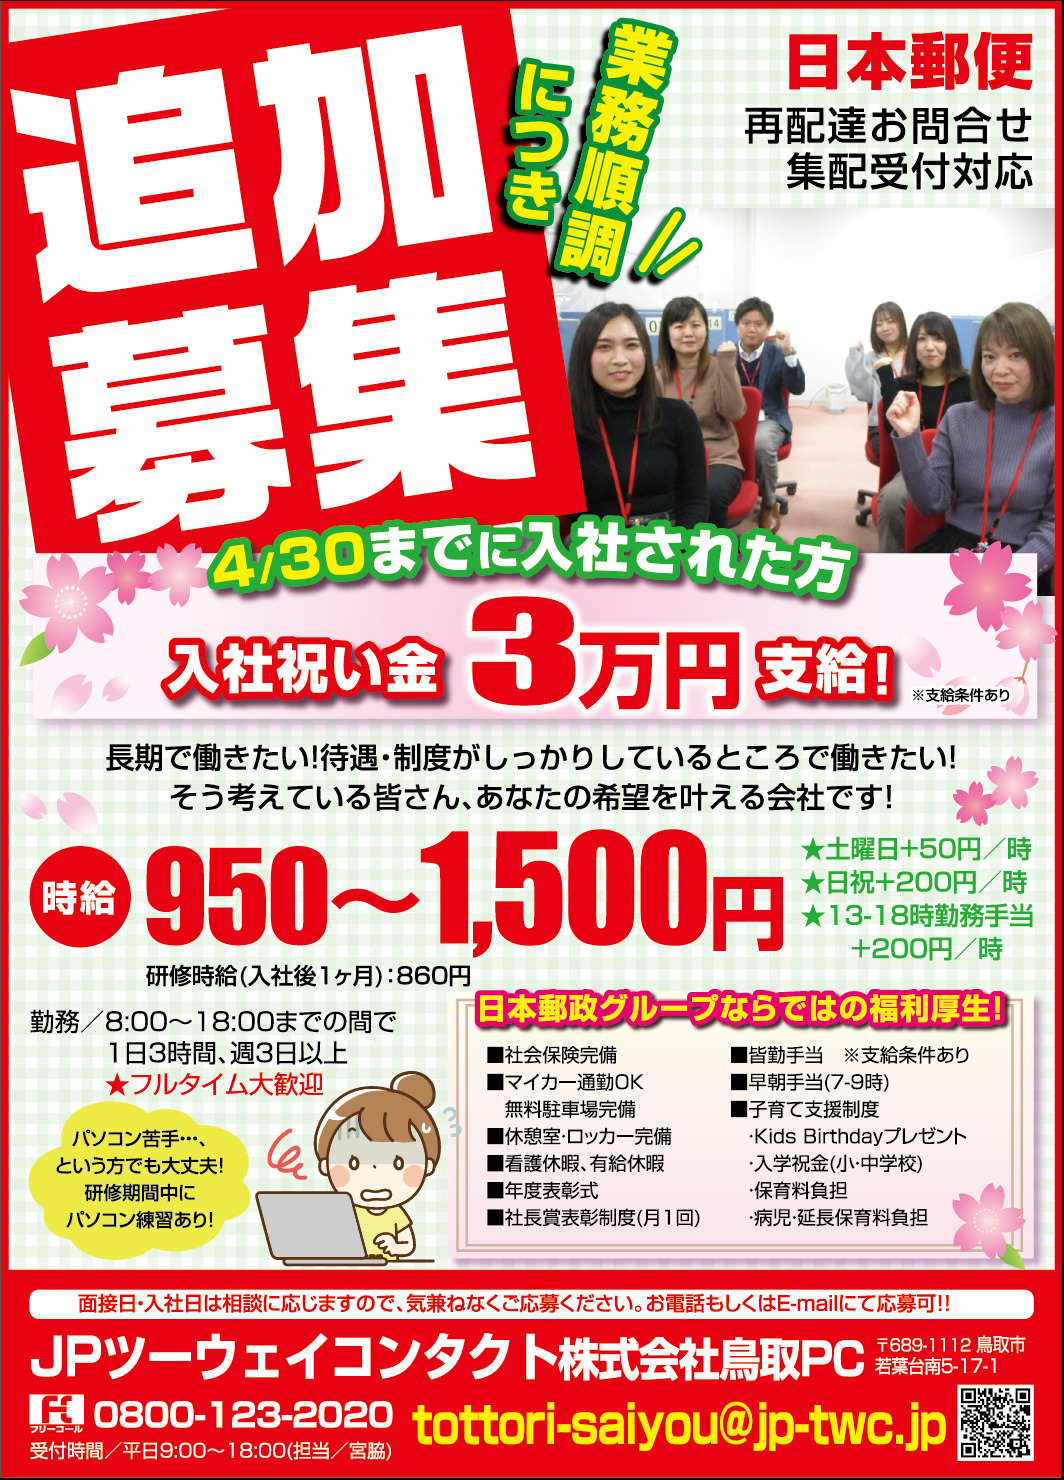 追加
募集
業務順調
につき
日本郵便
再配達お問合せ
集配受付対応
4/30までに入社された方
入社祝い金 3万円 支給!
※支給条件あり
長期で働きたい!待遇・制度がしっかりしているところで働きたい!
そう考えている皆さん、あなたの希望を叶える会社です!
時給 950〜1,500円
★土曜日+50円／時
★日祝+200円／時
★13-18時勤務手当
+200円／時
研修時給(入社後1ヶ月):860円
勤務／8:00〜18:00までの間で
1日3時間、週3日以上
★フルタイム大歓迎
パソコン苦手…、
という方でも大丈夫!
研修期間中に
パソコン練習あり!
日本郵政グループならではの福利厚生!
■社会保険完備
■マイカー通勤OK
無料駐車場完備
■休憩室・ロッカー完備
■看護休暇、有給休暇
■年度表彰式
■社長賞表彰制度(月1回)
■皆勤手当 ※支給条件あり
■早朝手当(7-9時)
■子育て支援制度
・Kids Birthdayプレゼント
・入学祝金(小・中学校)
・保育料負担
・病児・延長保育料負担
面接日・入社日は相談に応じますので、気兼ねなくご応募ください。お電話もしくはE-mailにて応募可!!
JPツーウェイコンタクト株式会社鳥取PC
〒689-1112 鳥取市
若葉台南5-17-1
フリーコール
0800-123-2020
受付時間／平日9:00〜18:00(担当／宮脇)
tottori-saiyou@jp-twc.jp